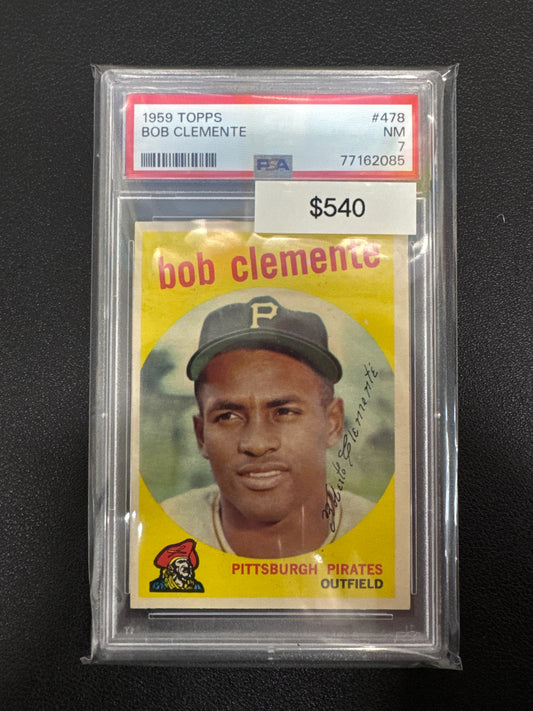 1959 TOPPS #478
BOB CLEMENTE NM
7
PSA 77162085
$540
bob clemente
P
Roberto Clemente
PITTSBURGH PIRATES
OUTFIELD